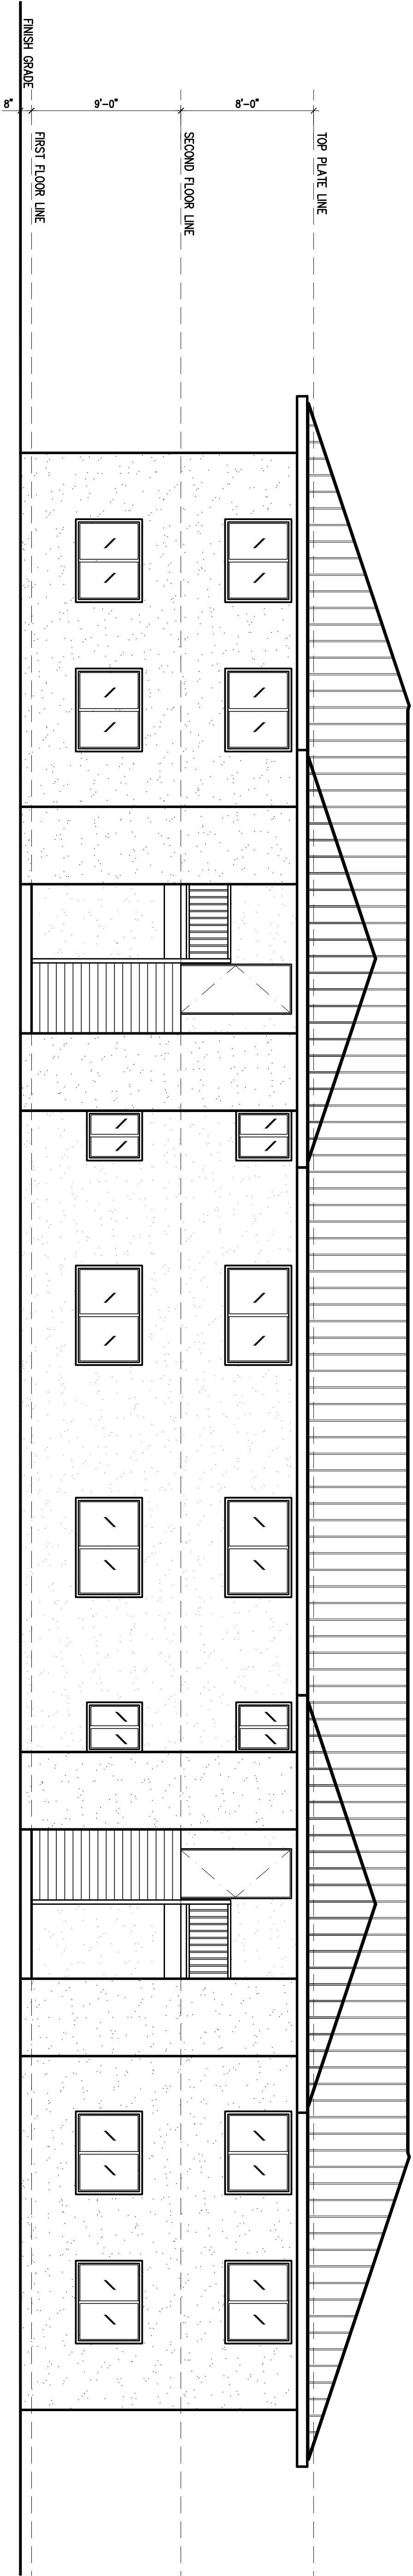 TOP PLATE LINE
8'-0"
SECOND FLOOR LINE
9'-0"
FIRST FLOOR LINE
8"
FINISH GRADE